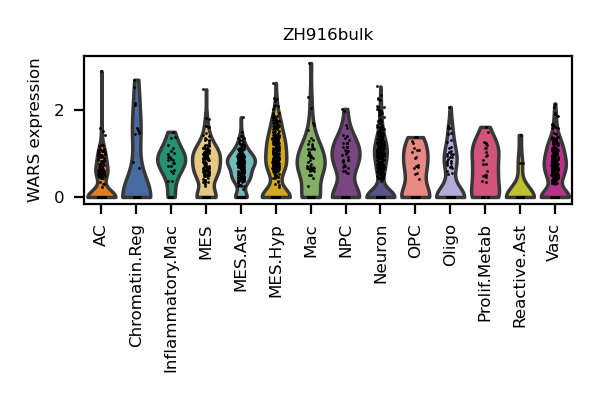 ZH916bulk
WARS expression
2
0
AC
Chromatin.Reg
Inflammatory.Mac
MES
MES.Ast
MES.Hyp
Mac
NPC
Neuron
OPC
Oligo
Prolif.Metab
Reactive.Ast
Vasc